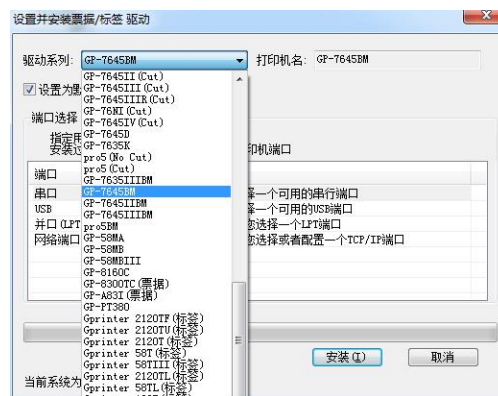 设置并安装票据/标签 驱动
驱动系列: GP-7645BM 打印机名: GP-7645BM
GP-7645II(Cut)
设置为默
GP-7645III(Cut)
GP-7645IIIR(Cut)
GP-76NI(Cut)
端口选择
GP-7645IV(Cut)
GP-7645D
指定用
GP-7635K
安装过
pro5(No Cut)
印机端口
pro5(Cut)
端口
GP-7635IIIBM
串口
GP-7645BM
择一个可用的串行端口
USB
GP-7645IIBM
择一个可用的USB端口
GP-7645IIIBM
并口(LPT
pro5BM
您选择一个LPT端口
网络端口
GP-58MA
您选择或者配置一个TCP/IP端口
GP-58MB
GP-58MBIII
GP-8160C
GP-8300TC(票据)
GP-A83I(票据)
GP-PT380
Gprinter 2120TF(标签)
Gprinter 2120TU(标签)
Gprinter 2120T(标签)
Gprinter 58T(标签)
安装(I) 取消
Gprinter 58TIII(标签)
Gprinter 2120TL(标签)
当前系统为
Gprinter 58TL(标签)